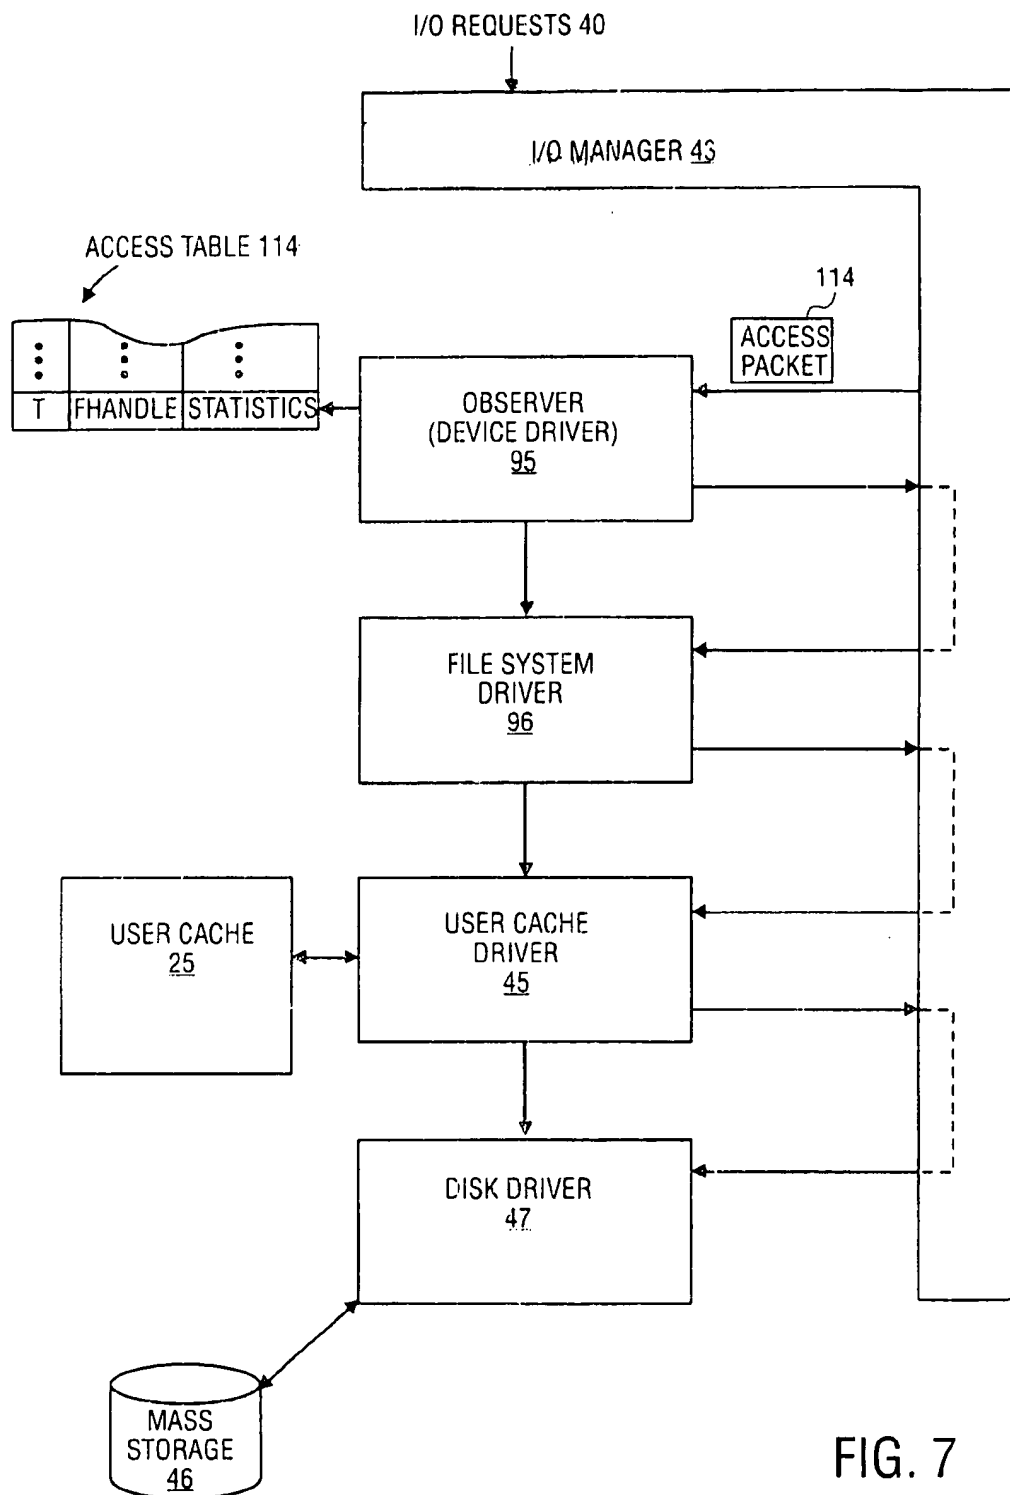 I/O REQUESTS 40
I/O MANAGER 43
ACCESS TABLE 114
114
ACCESS
PACKET
T FHANDLE STATISTICS
OBSERVER
(DEVICE DRIVER)
95
FILE SYSTEM
DRIVER
96
USER CACHE
25
USER CACHE
DRIVER
45
DISK DRIVER
47
MASS
STORAGE
46
FIG. 7